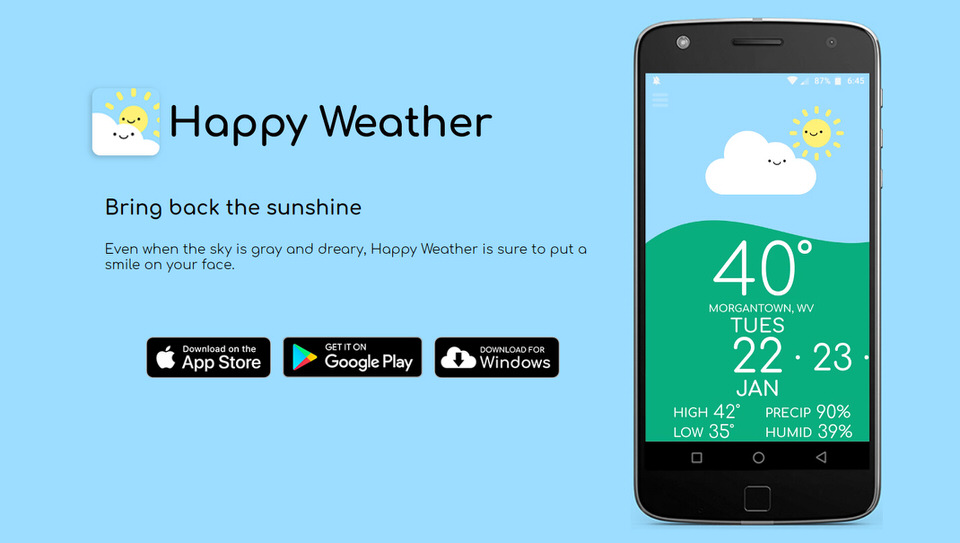 Happy Weather
Bring back the sunshine
Even when the sky is gray and dreary, Happy Weather is sure to put a
smile on your face.
Download on the
App Store
GET IT ON
Google Play
DOWNLOAD FOR
Windows
87% 6:45
40°
MORGANTOWN, WV
TUES
22 · 23 ·
JAN
HIGH 42° PRECIP 90%
LOW 35° HUMID 39%